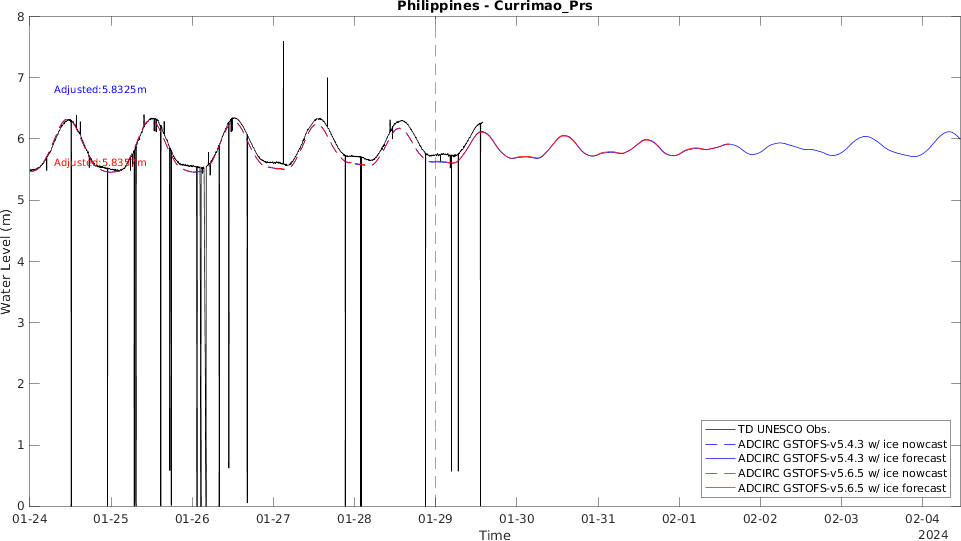 Philippines - Currimao_Prs
8
7
6
5
4
3
2
1
0
Water Level (m)
Adjusted:5.8325m
TD UNESCO Obs.
ADCIRC GSTOFS-v5.4.3 w/ ice nowcast
ADCIRC GSTOFS-v5.4.3 w/ ice forecast
ADCIRC GSTOFS-v5.6.5 w/ ice nowcast
ADCIRC GSTOFS-v5.6.5 w/ ice forecast
01-24 01-25 01-26 01-27 01-28 01-29 01-30 01-31 02-01 02-02 02-03 02-04
Time
2024